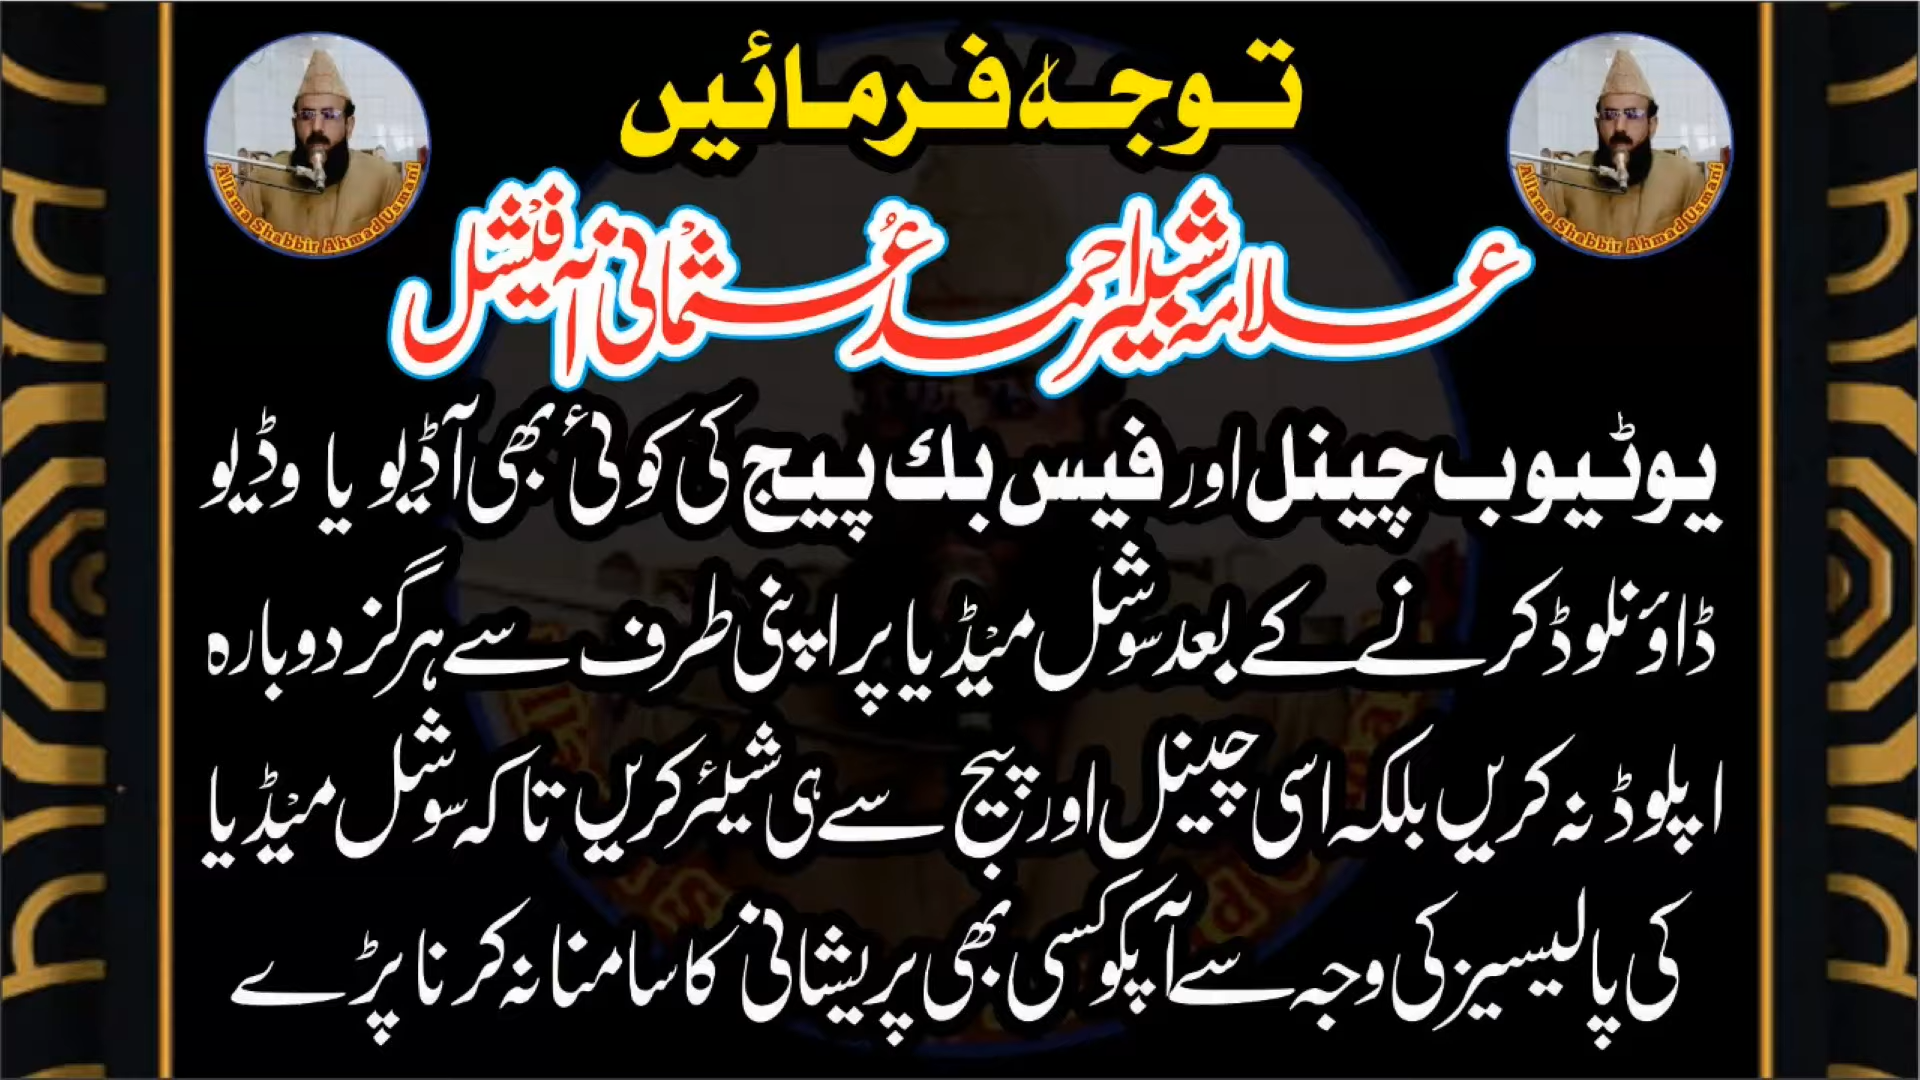 توجہ فرمائیں
علامہ شبیر احمد عثمانی آفیشل
یوٹیوب چینل اور فیس بک پیج کی کوئی بھی آڈیو یا وڈیو
ڈاؤنلوڈ کرنے کے بعد سوشل میڈیا پر اپنی طرف سے ہرگز دوبارہ
اپلوڈ نہ کریں بلکہ اسی چینل اور پیج سے ہی شیئر کریں تاکہ سوشل میڈیا
کی پالیسیز کی وجہ سے آپکو کسی بھی پریشانی کا سامنا نہ کرنا پڑے
Allama Shabbir Ahmad Usmani
Allama Shabbir Ahmad Usmani